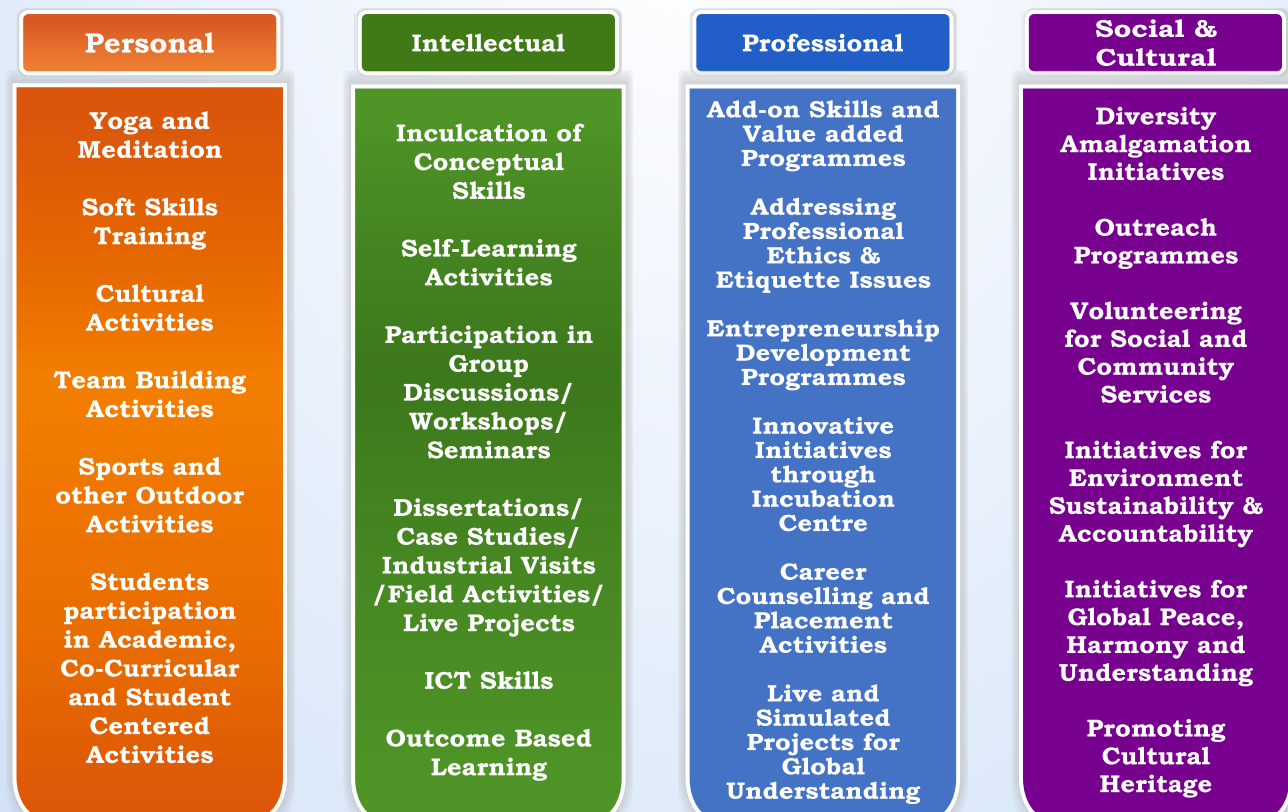 Personal
Yoga and
Meditation
Soft Skills
Training
Cultural
Activities
Team Building
Activities
Sports and
other Outdoor
Activities
Students
participation
in Academic,
Co-Curricular
and Student
Centered
Activities
Intellectual
Inculcation of
Conceptual
Skills
Self-Learning
Activities
Participation in
Group
Discussions/
Workshops/
Seminars
Dissertations/
Case Studies/
Industrial Visits
/Field Activities/
Live Projects
ICT Skills
Outcome Based
Learning
Professional
Add-on Skills and
Value added
Programmes
Addressing
Professional
Ethics &
Etiquette Issues
Entrepreneurship
Development
Programmes
Innovative
Initiatives
through
Incubation
Centre
Career
Counselling and
Placement
Activities
Live and
Simulated
Projects for
Global
Understanding
Social &
Cultural
Diversity
Amalgamation
Initiatives
Outreach
Programmes
Volunteering
for Social and
Community
Services
Initiatives for
Environment
Sustainability &
Accountability
Initiatives for
Global Peace,
Harmony and
Understanding
Promoting
Cultural
Heritage